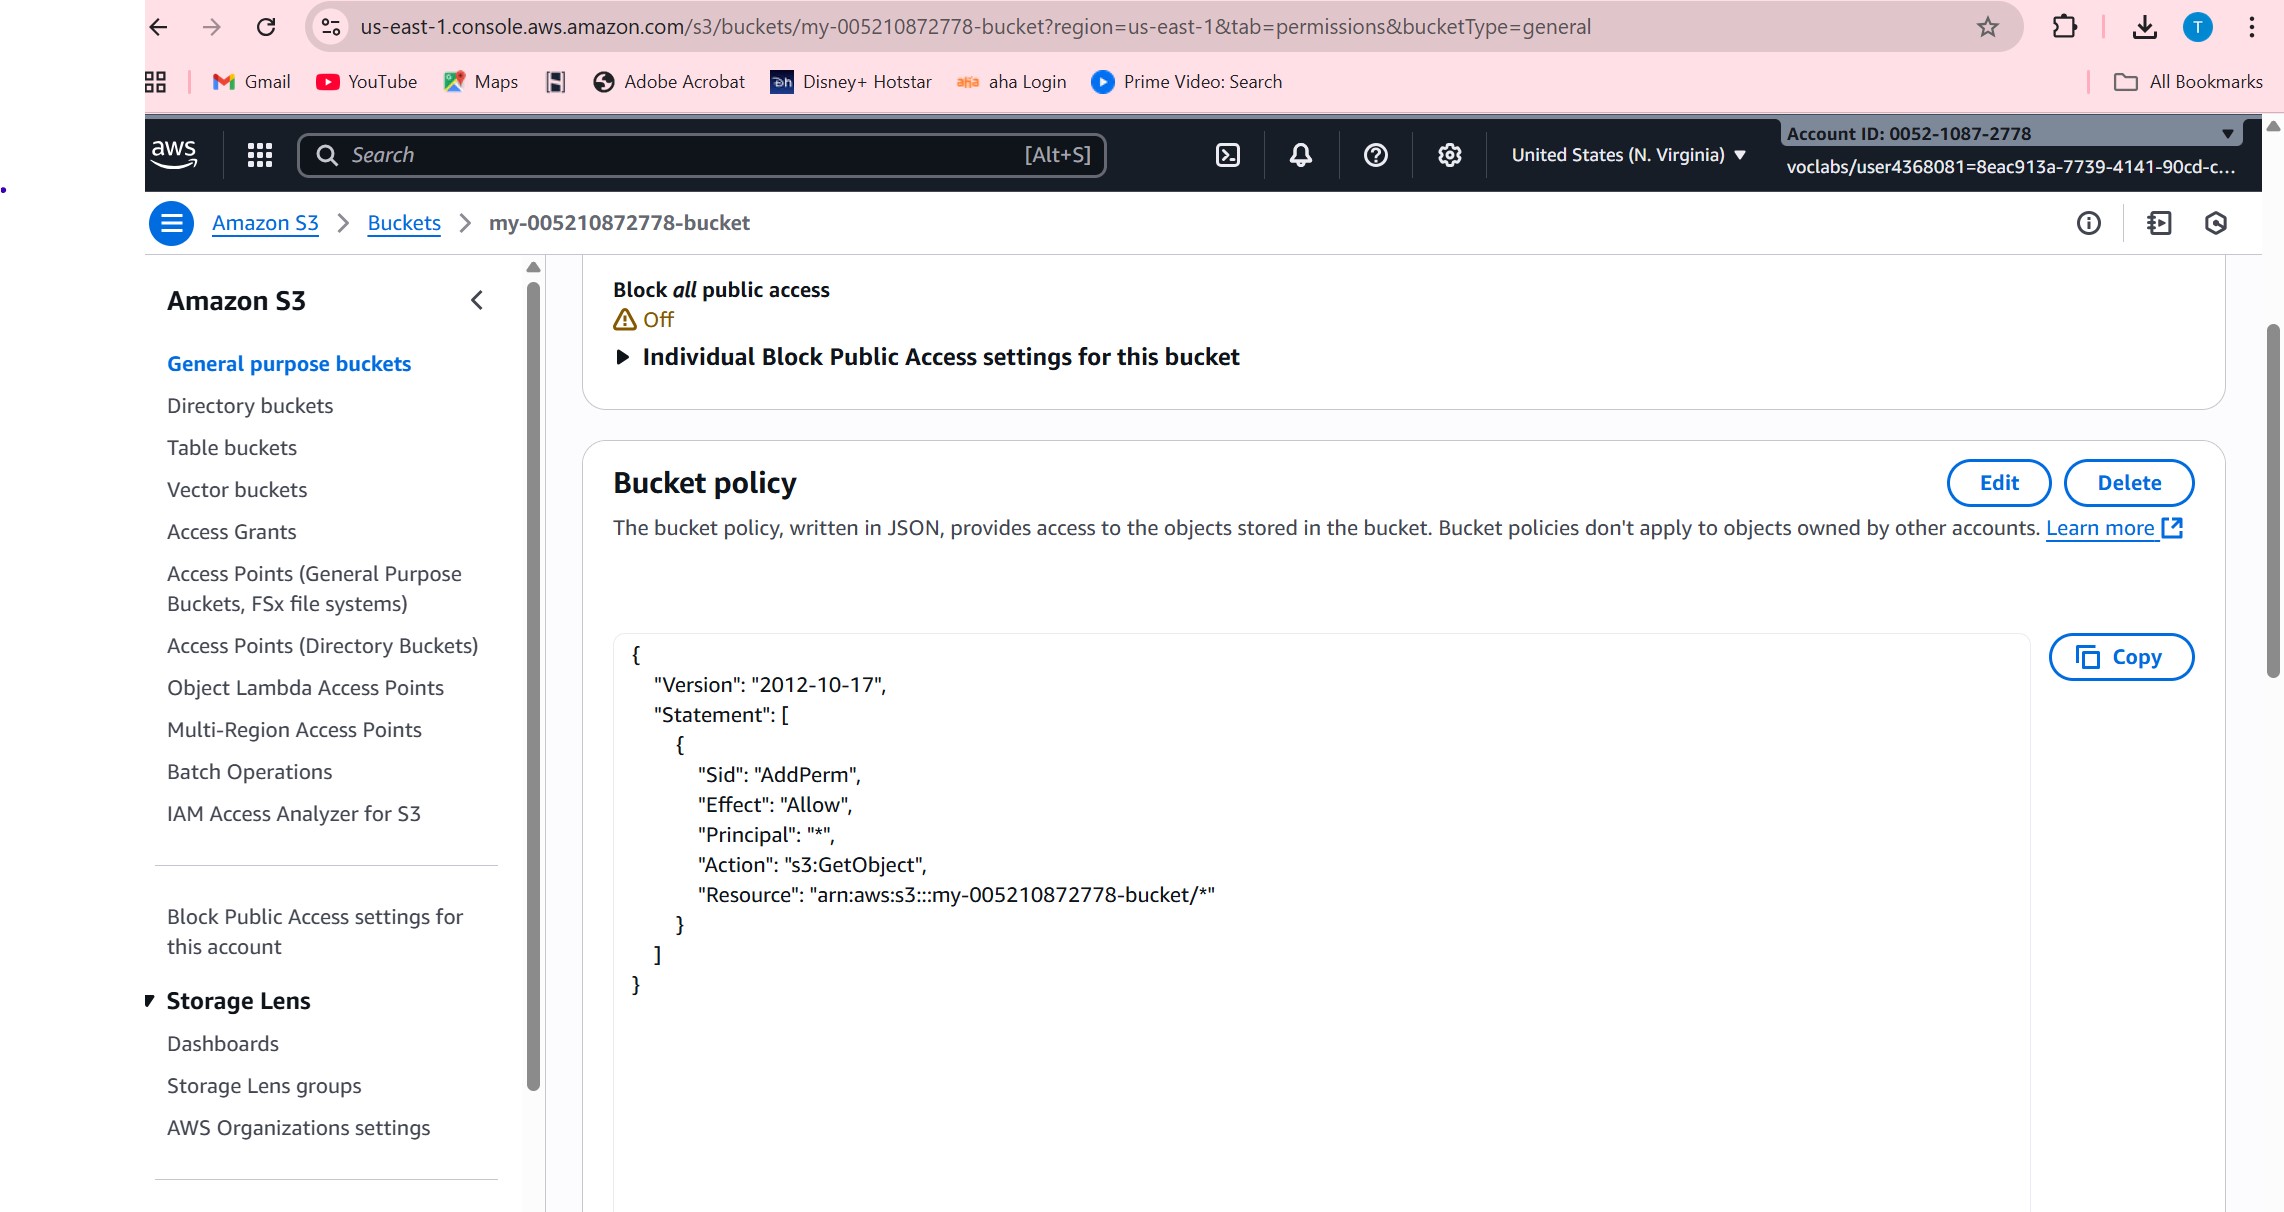 us-east-1.console.aws.amazon.com/s3/buckets/my-005210872778-bucket?region=us-east-1&tab=permissions&bucketType=general
T
Gmail
YouTube
Maps
Adobe Acrobat
Disney+ Hotstar
aha Login
Prime Video: Search
All Bookmarks
aws
Search
[Alt+S]
United States (N. Virginia)
Account ID: 0052-1087-2778
voclabs/user4368081=8eac913a-7739-4141-90cd-c...
Amazon S3 > Buckets > my-005210872778-bucket
Amazon S3
General purpose buckets
Directory buckets
Table buckets
Vector buckets
Access Grants
Access Points (General Purpose
Buckets, FSx file systems)
Access Points (Directory Buckets)
Object Lambda Access Points
Multi-Region Access Points
Batch Operations
IAM Access Analyzer for S3
Block Public Access settings for
this account
Storage Lens
Dashboards
Storage Lens groups
AWS Organizations settings
Block all public access
Off
Individual Block Public Access settings for this bucket
Bucket policy
Edit
Delete
The bucket policy, written in JSON, provides access to the objects stored in the bucket. Bucket policies don't apply to objects owned by other accounts. Learn more
Copy
{
"Version": "2012-10-17",
"Statement": [
{
"Sid": "AddPerm",
"Effect": "Allow",
"Principal": "*",
"Action": "s3:GetObject",
"Resource": "arn:aws:s3:::my-005210872778-bucket/*"
}
]
}